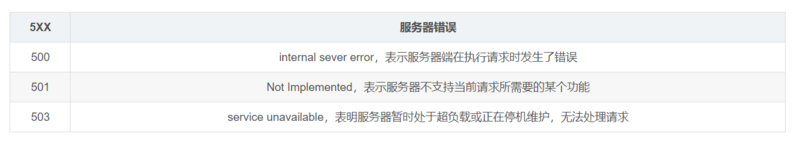 5XX 服务器错误
500 internal sever error，表示服务器端在执行请求时发生了错误
501 Not Implemented，表示服务器不支持当前请求所需要的某个功能
503 service unavailable，表明服务器暂时处于超负载或正在停机维护，无法处理请求